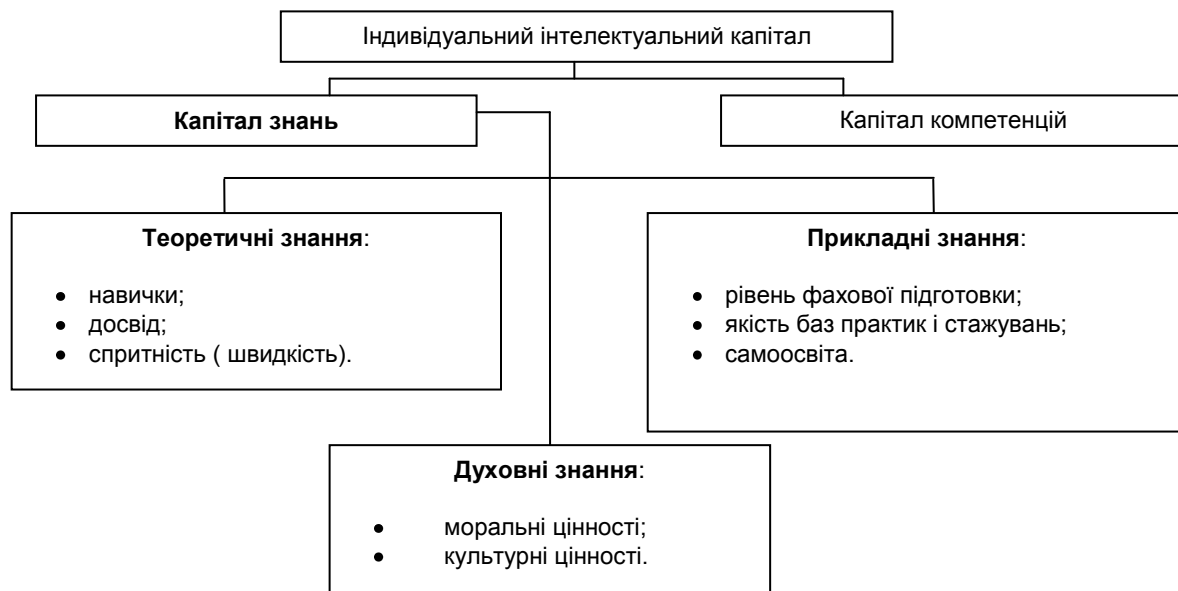 Індивідуальний інтелектуальний капітал
Капітал знань
Капітал компетенцій
Теоретичні знання:
• навички;
• досвід;
• спритність ( швидкість).
Прикладні знання:
• рівень фахової підготовки;
• якість баз практик і стажувань;
• самоосвіта.
Духовні знання:
• моральні цінності;
• культурні цінності.